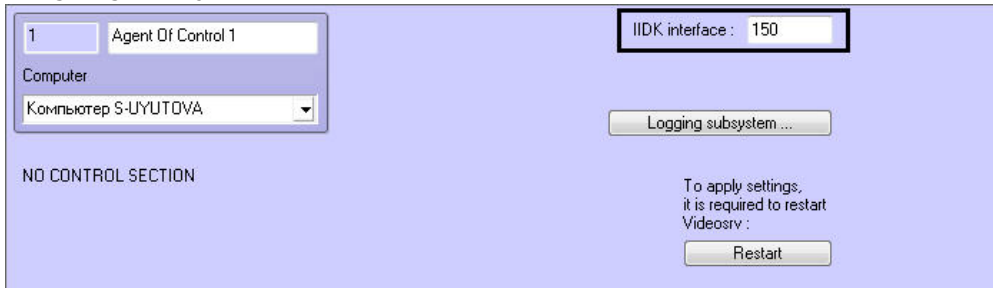 1
Agent Of Control 1
Computer
Компьютер S-UYUTOVA
NO CONTROL SECTION
IIDK interface :
150
Logging subsystem ...
To apply settings,
it is required to restart
Videosrv :
Restart